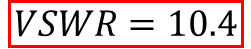 VSWR = 10.4